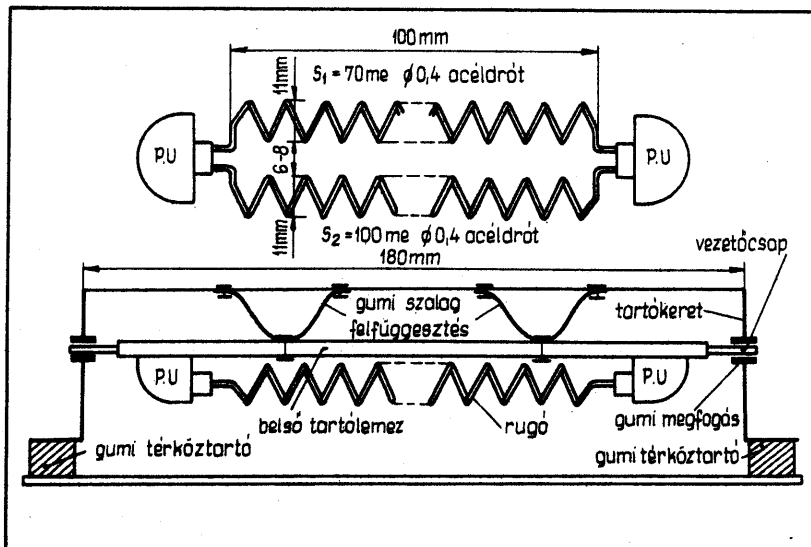 100 mm
S₁ = 70 me ϕ 0,4 acéldrót
11mm
P.U
P.U
6-8
11mm
S₂ = 100 me ϕ 0,4 acéldrót
vezetőcsap
180mm
gumi szalag
felfüggesztés
tartókeret
P.U
P.U
belső tartólemez
rugó
gumi megfogás
gumi térköztartó
gumi térköztartó